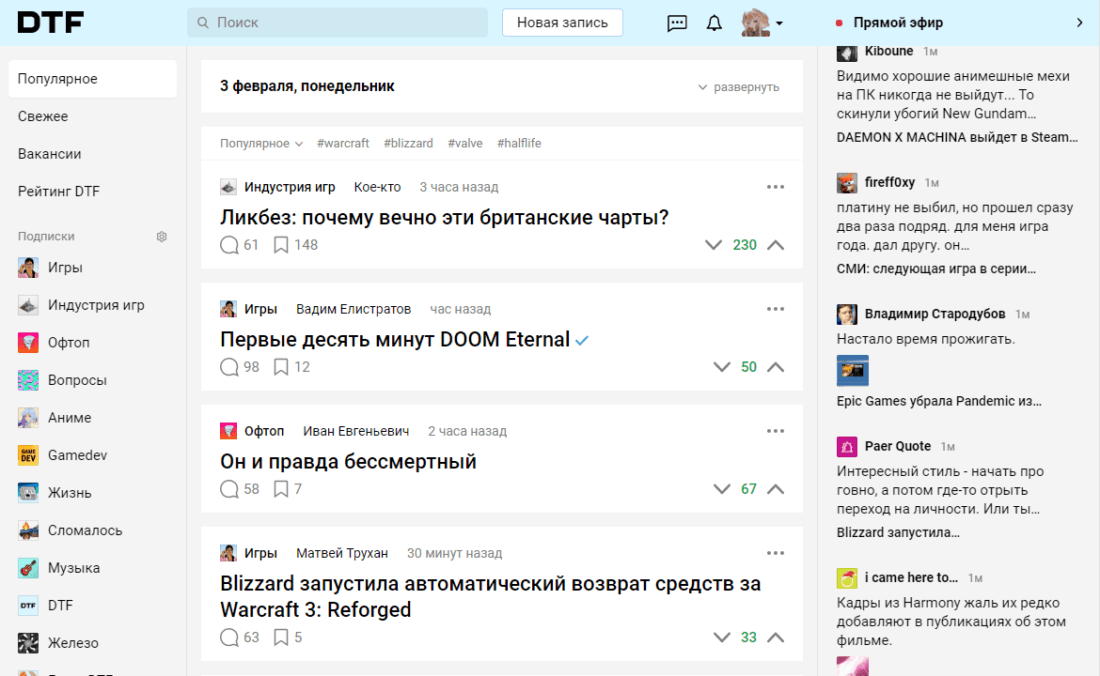 DTF
Поиск
Новая запись
Прямой эфир
Популярное
Свежее
Вакансии
Рейтинг DTF
Подписки
Игры
Индустрия игр
Офтоп
Вопросы
Аниме
GAME DEV
Gamedev
Жизнь
Сломалось
Музыка
DTF
DTF
Железо
3 февраля, понедельник
развернуть
Популярное #warcraft #blizzard #valve #halflife
Индустрия игр Кое-кто 3 часа назад
Ликбез: почему вечно эти британские чарты?
61 148 230
Игры Вадим Елистратов час назад
Первые десять минут DOOM Eternal
98 12 50
Офтоп Иван Евгеньевич 2 часа назад
Он и правда бессмертный
58 7 67
Игры Матвей Трухан 30 минут назад
Blizzard запустила автоматический возврат средств за
Warcraft 3: Reforged
63 5 33
Kiboune 1м
Видимо хорошие анимешные мехи
на ПК никогда не выйдут... То
скинули убогий New Gundam…
DAEMON X MACHINA выйдет в Steam…
fireff0xy 1м
платину не выбил, но прошел сразу
два раза подряд. для меня игра
года. дал другу. он…
СМИ: следующая игра в серии…
Владимир Стародубов 1м
Настало время прожигать.
Epic Games убрала Pandemic из…
Paer Quote 1м
Интересный стиль - начать про
говно, а потом где-то отрыть
переход на личности. Или ты…
Blizzard запустила…
i came here to… 1м
Кадры из Harmony жаль их редко
добавляют в публикациях об этом
фильме.